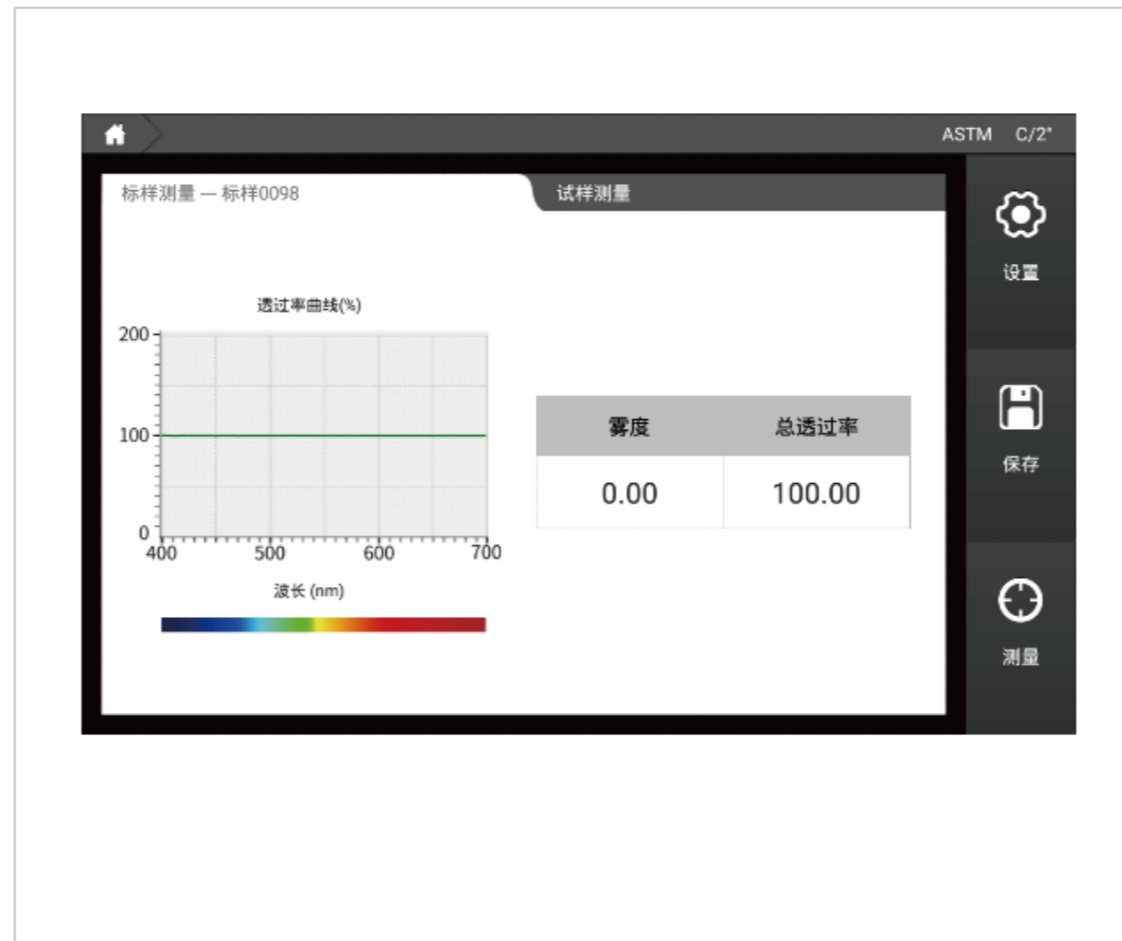 ASTM C/2°
标样测量 — 标样0098
试样测量
设置
透过率曲线(%)
200
100
0
400 500 600 700
波长 (nm)
雾度 总透过率
0.00 100.00
保存
测量